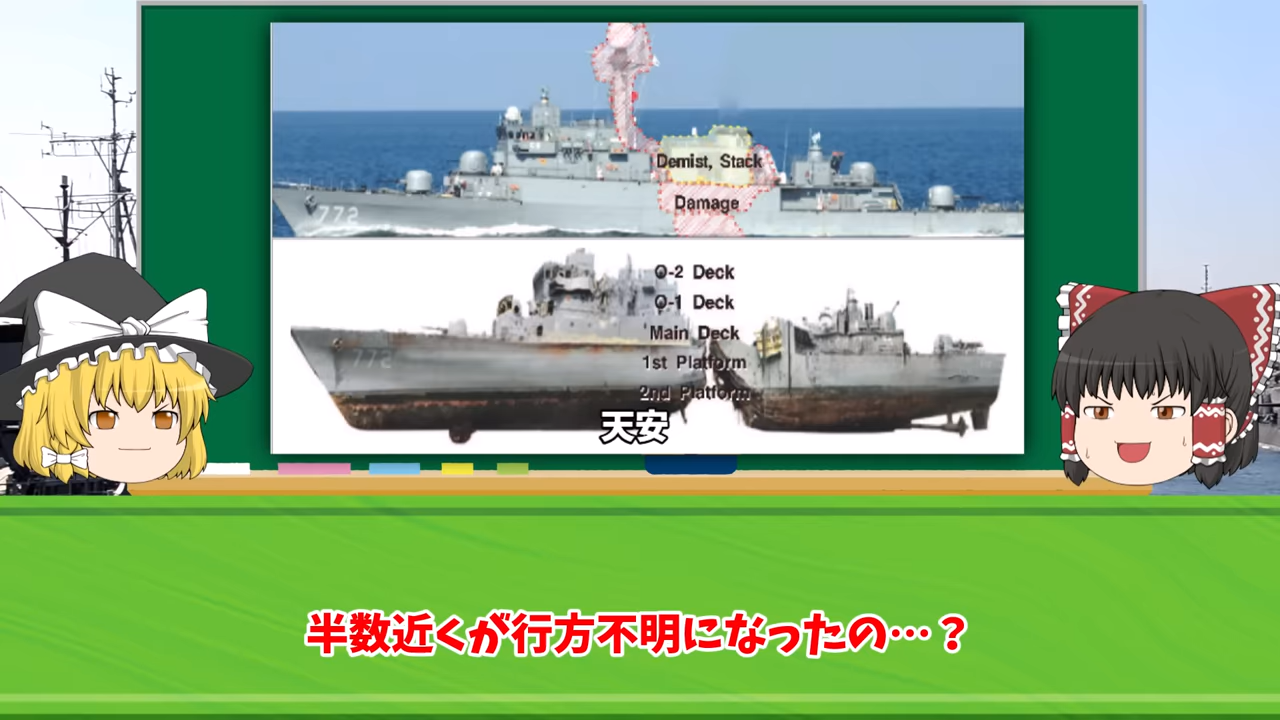 Demist, Stack
Damage
772
O-2 Deck
O-1 Deck
Main Deck
1st Platform
2nd Platform
772
天安
半数近くが行方不明になったの…？